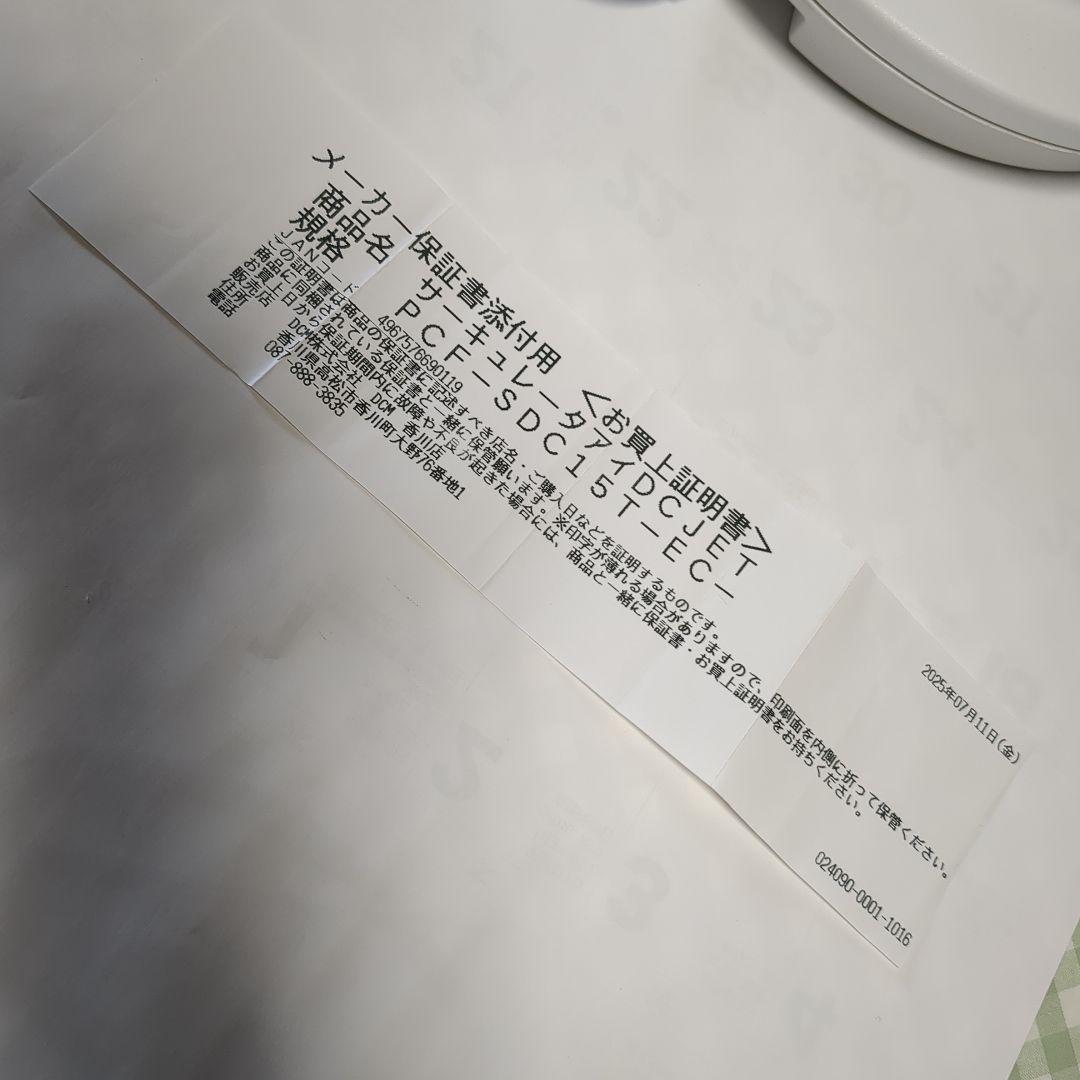 メーカー保証書添付用　＜お買上証明書＞
2025年07月11日(金)
商品名　サーキュレータアイDCJET
規格　ＰＣＦ－ＳＤＣ１５Ｔ－ＥＣ－
JANコード　4967576690119
この証明書は商品の保証書に記述すべき店名・ご購入日などを証明するものです。
商品に同梱されている保証書と一緒に保管願います。※印字が薄れる場合がありますので、印刷面を内側に折って保管ください。
お買上日から保証期間内に故障や不良が起きた場合には、商品と一緒に保証書・お買上証明書をお持ちください。
販売店　DCM株式会社　DCM 香川店
住所　香川県高松市香川町大野76番地1
電話　087-888-3835
024090-0001-1016